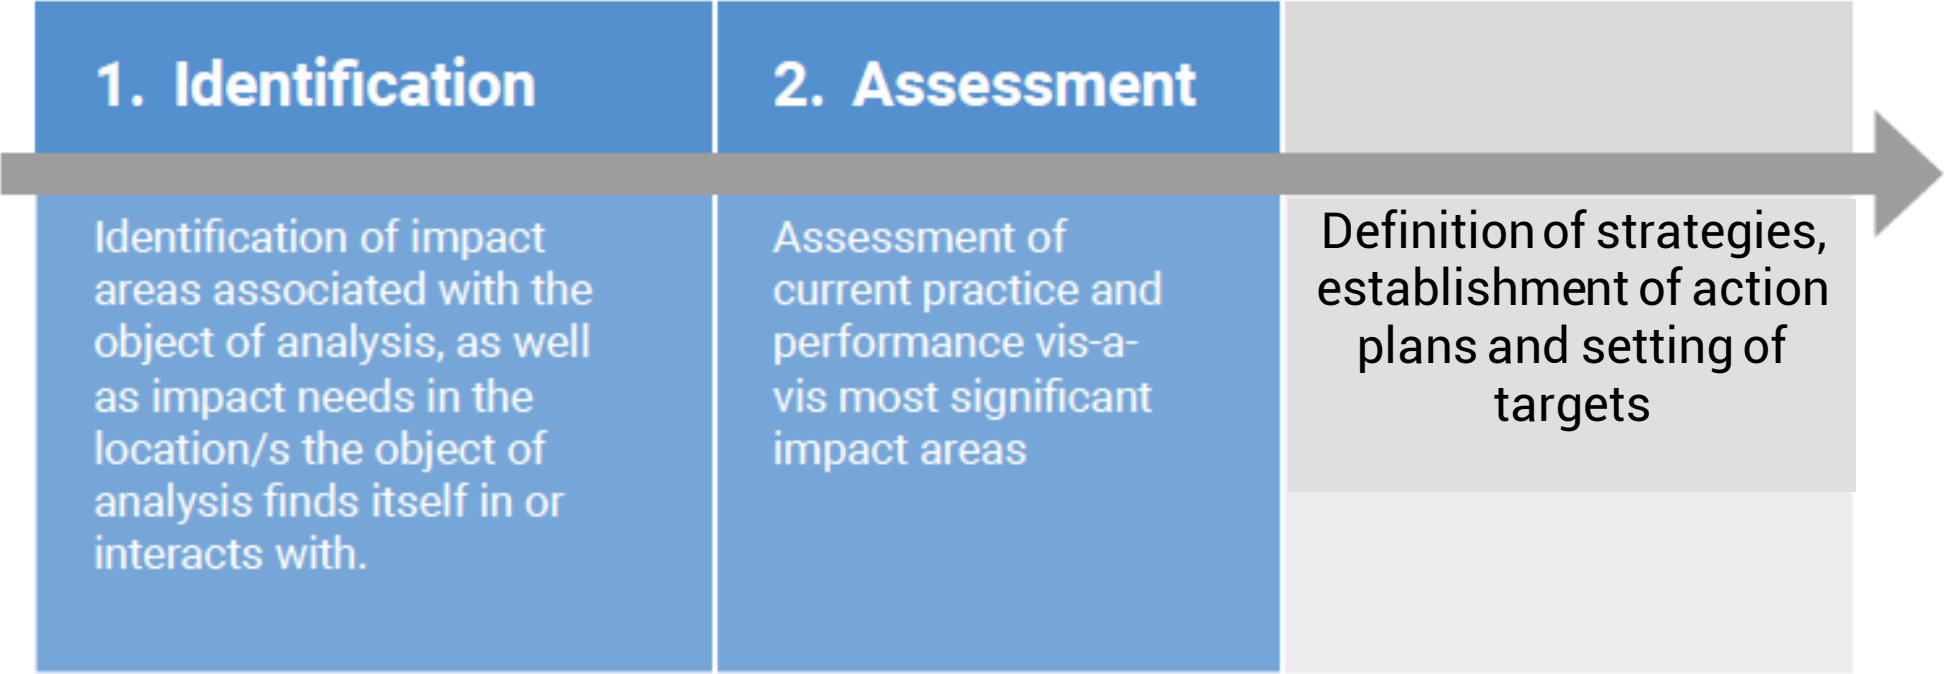 1. Identification
Identification of impact
areas associated with the
object of analysis, as well
as impact needs in the
location/s the object of
analysis finds itself in or
interacts with.
2. Assessment
Assessment of
current practice and
performance vis-a-
vis most significant
impact areas
Definition of strategies,
establishment of action
plans and setting of
targets